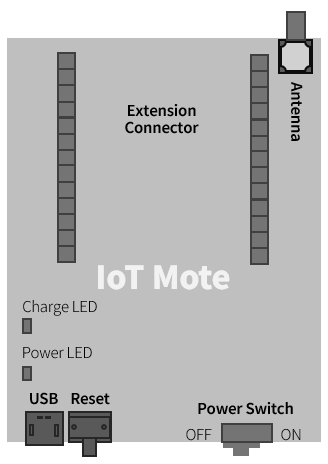 Antenna
Extension
Connector
IoT Mote
Charge LED
Power LED
USB Reset
Power Switch
OFF ON